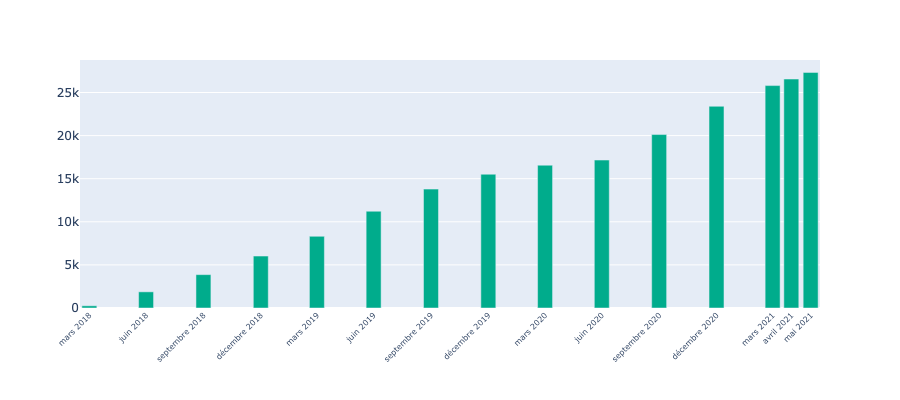 25k
20k
15k
10k
5k
0
mars 2018
juin 2018
septembre 2018
décembre 2018
mars 2019
juin 2019
septembre 2019
décembre 2019
mars 2020
juin 2020
septembre 2020
décembre 2020
mars 2021
avril 2021
mai 2021